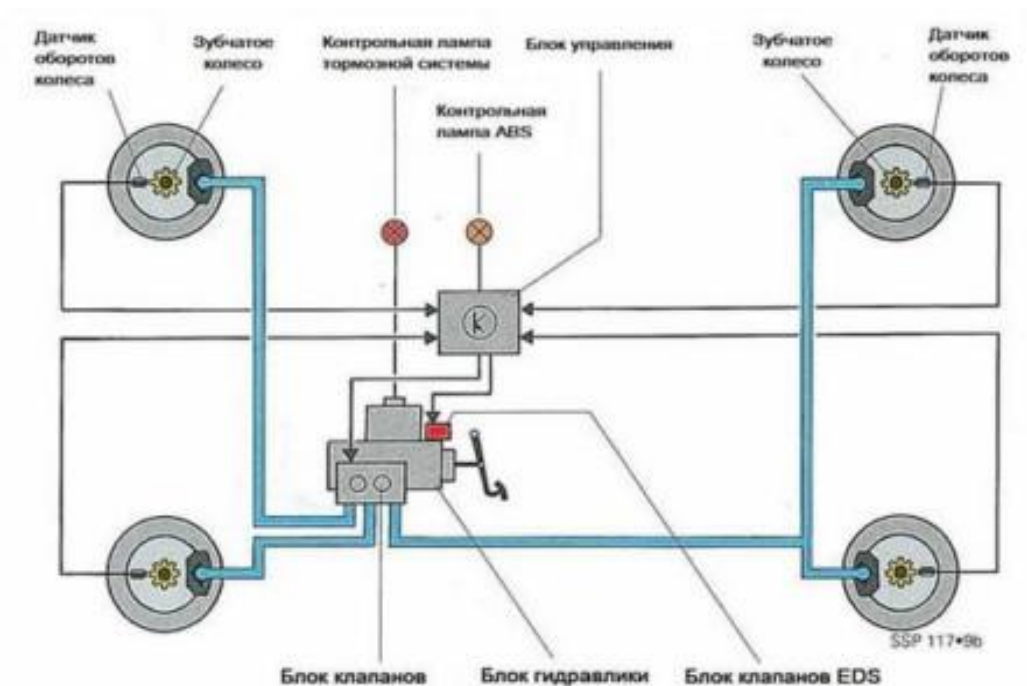 Датчик
оборотов
колеса
Зубчатое
колесо
Контрольная лампа
тормозной системы
Контрольная
лампа ABS
Блок управления
Зубчатое
колесо
Датчик
оборотов
колеса
SSP 117•9b
Блок клапанов
Блок гидравлики
Блок клапанов EDS